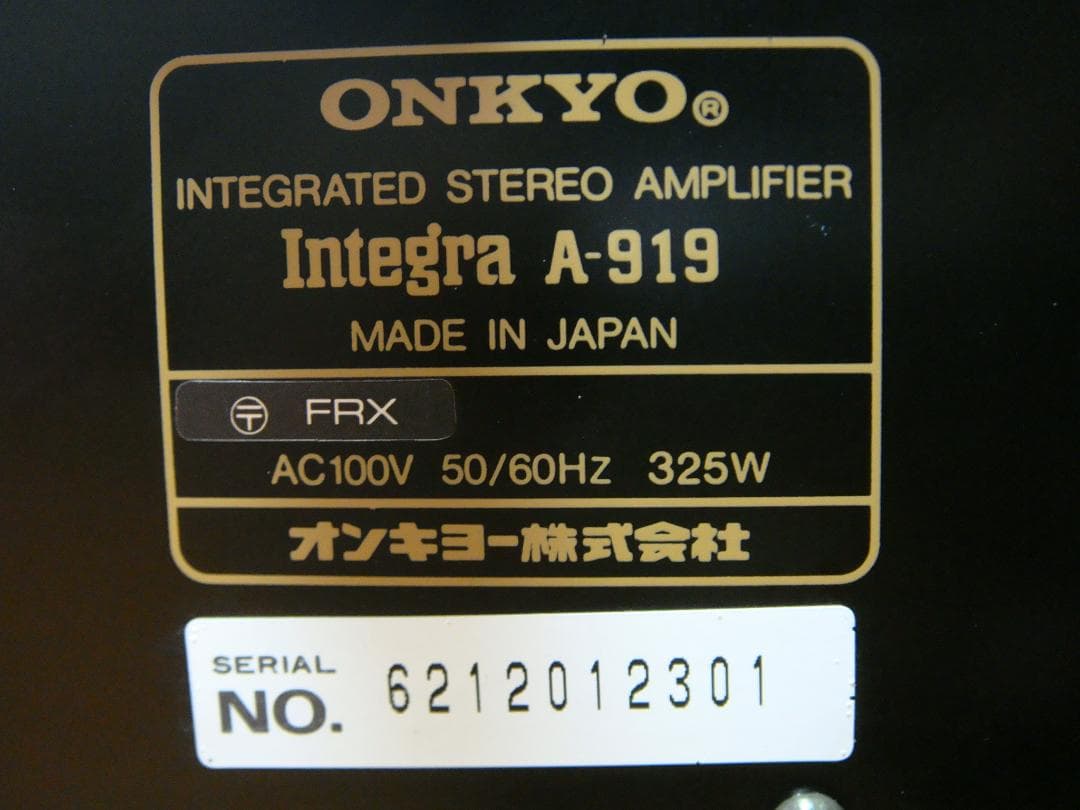 ONKYO®
INTEGRATED STEREO AMPLIFIER
Integra A-919
MADE IN JAPAN
〶 FRX
AC100V 50/60Hz 325W
オンキヨー株式会社
SERIAL
NO. 6212012301